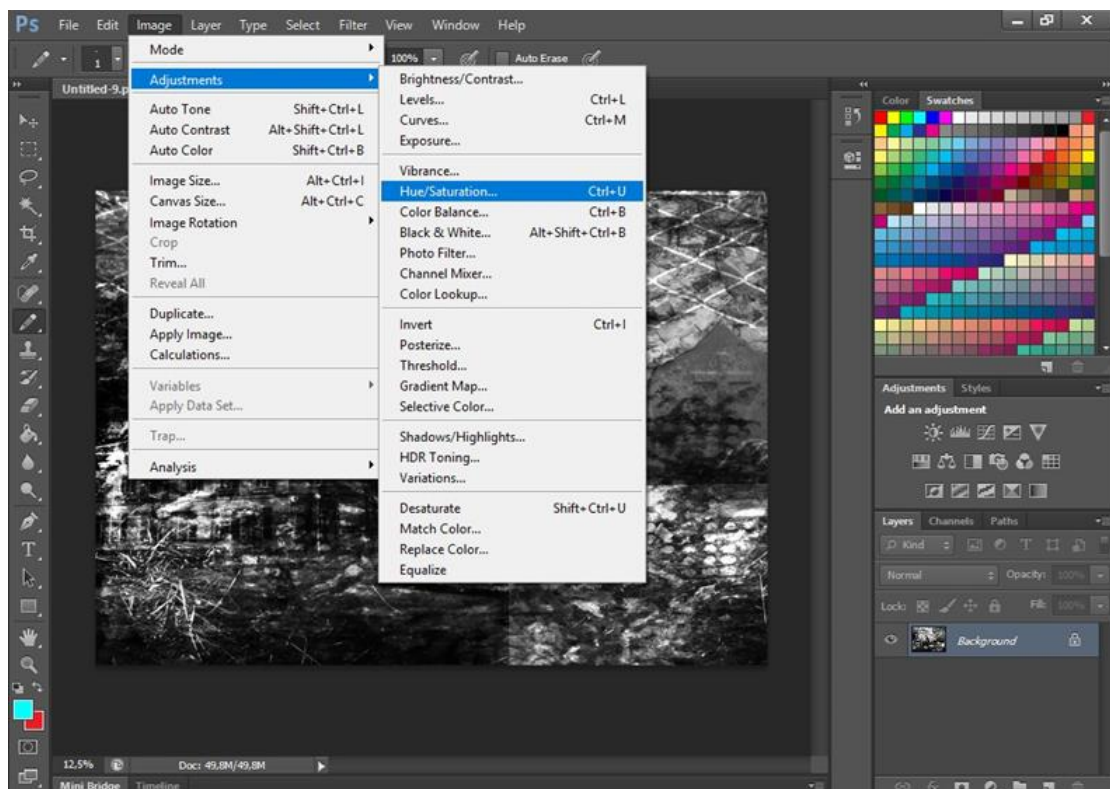 Ps File Edit Image Layer Type Select Filter View Window Help
1 100% Auto Erase
Untitled-9.p
Mode
Adjustments
Auto Tone Shift+Ctrl+L
Auto Contrast Alt+Shift+Ctrl+L
Auto Color Shift+Ctrl+B
Image Size... Alt+Ctrl+I
Canvas Size... Alt+Ctrl+C
Image Rotation
Crop
Trim...
Reveal All
Duplicate...
Apply Image...
Calculations...
Variables
Apply Data Set...
Trap...
Analysis
Brightness/Contrast...
Levels... Ctrl+L
Curves... Ctrl+M
Exposure...
Vibrance...
Hue/Saturation... Ctrl+U
Color Balance... Ctrl+B
Black & White... Alt+Shift+Ctrl+B
Photo Filter...
Channel Mixer...
Color Lookup...
Invert Ctrl+I
Posterize...
Threshold...
Gradient Map...
Selective Color...
Shadows/Highlights...
HDR Toning...
Variations...
Desaturate Shift+Ctrl+U
Match Color...
Replace Color...
Equalize
Color Swatches
Adjustments Styles
Add an adjustment
Layers Channels Paths
Kind
Normal Opacity: 100%
Lock: Fill: 100%
Background
12,5% Doc: 49,8M/49,8M
Mini Bridge Timeline